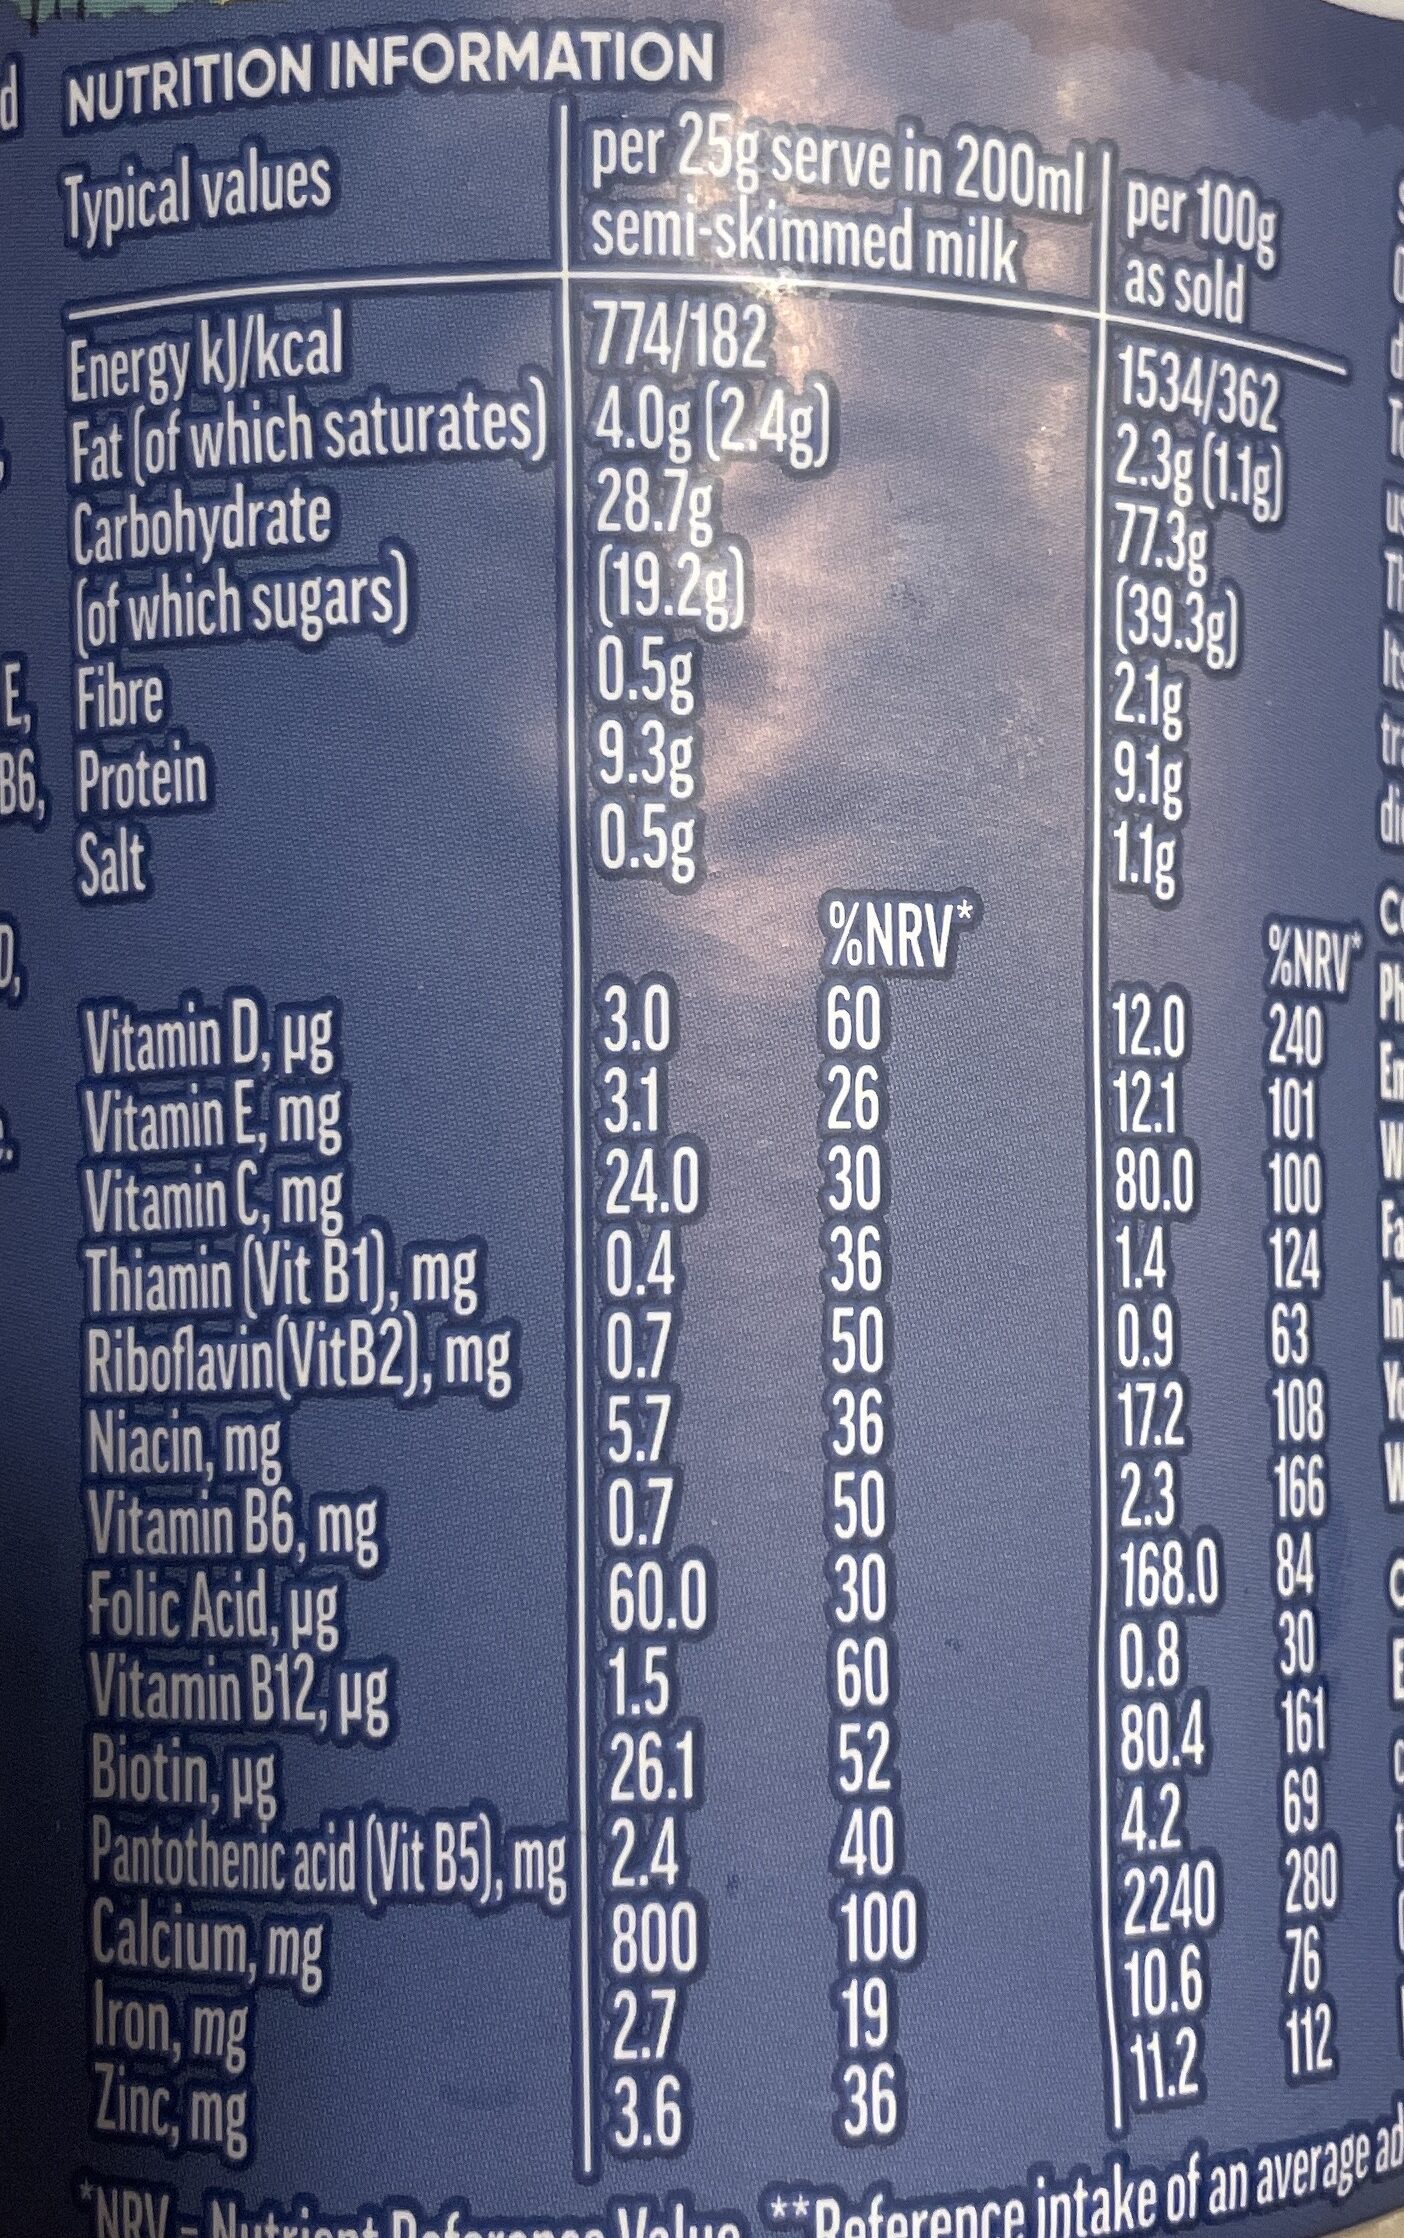 NUTRITION INFORMATION
Typical values per 25g serve in 200ml semi-skimmed milk per 100g as sold
Energy kJ/kcal 774/182 1534/362
Fat (of which saturates) 4.0g (2.4g) 2.3g (1.1g)
Carbohydrate 28.7g 77.3g
(of which sugars) (19.2g) (39.3g)
Fibre 0.5g 2.1g
Protein 9.3g 9.1g
Salt 0.5g 1.1g
%NRV* %NRV*
Vitamin D, µg 3.0 60 12.0 240
Vitamin E, mg 3.1 26 12.1 101
Vitamin C, mg 24.0 30 80.0 100
Thiamin (Vit B1), mg 0.4 36 1.4 124
Riboflavin(VitB2), mg 0.7 50 0.9 63
Niacin, mg 5.7 36 17.2 108
Vitamin B6, mg 0.7 50 2.3 166
Folic Acid, µg 60.0 30 168.0 84
Vitamin B12, µg 1.5 60 0.8 30
Biotin, µg 26.1 52 80.4 161
Pantothenic acid (Vit B5), mg 2.4 40 4.2 69
Calcium, mg 800 100 2240 280
Iron, mg 2.7 19 10.6 76
Zinc, mg 3.6 36 11.2 112
*NRV = Nutrient Reference Value **Reference intake of an average
E,
B6,